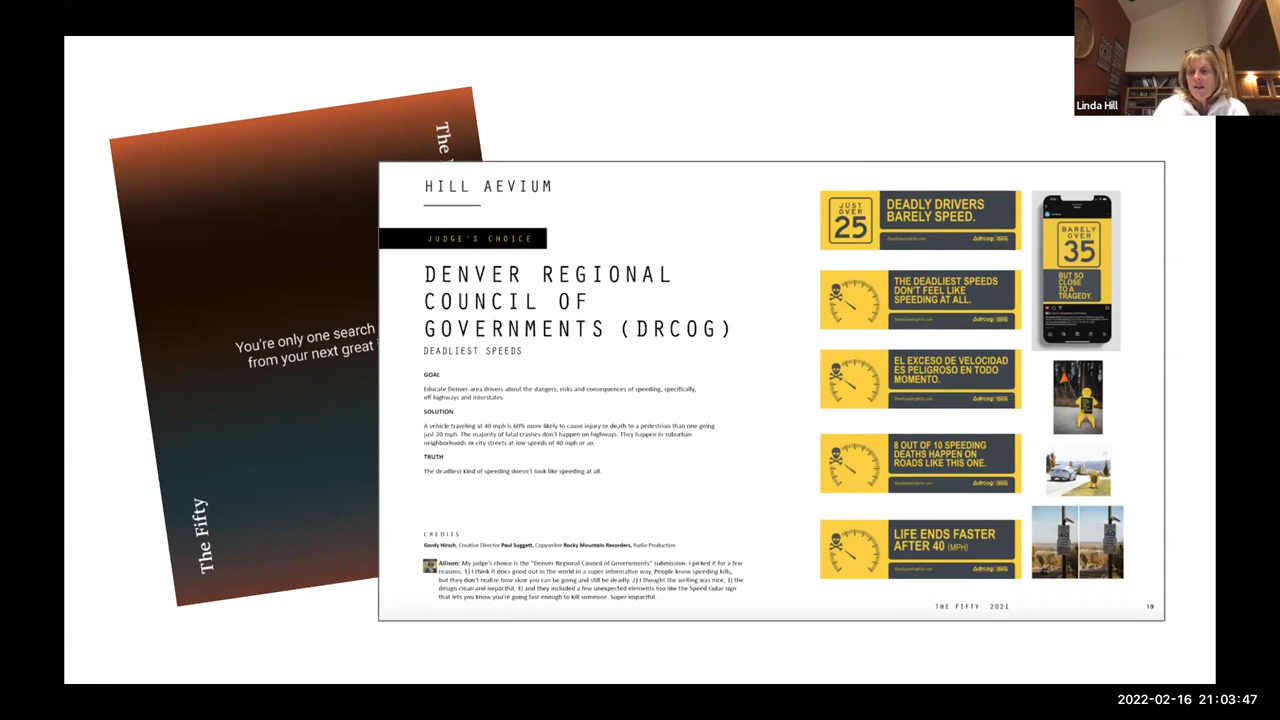 Linda Hill
The
You're only one search
from your next great
The Fifty
HILL AEVIUM
JUDGE'S CHOICE
DENVER REGIONAL
COUNCIL OF
GOVERNMENTS (DRCOG)
DEADLIEST SPEEDS
GOAL
Educate Denver-area drivers about the dangers, risks and consequences of speeding, specifically,
off highways and interstates.
SOLUTION
A vehicle traveling at 40 mph is 60% more likely to cause injury or death to a pedestrian than one going
just 20 mph. The majority of fatal crashes don't happen on highways. They happen in suburban
neighborhoods or city streets at low speeds of 40 mph or so.
TRUTH
The deadliest kind of speeding doesn't look like speeding at all.
CREDITS
Gordy Hirsch, Creative Director Paul Suggett, Copywriter Rocky Mountain Recorders, Radio Production
Allison: My judge's choice is the "Denver Regional Council of Governments" submission. I picked it for a few
reasons. 1) I think it does good out in the world in a super informative way. People know speeding kills,
but they don't realize how slow you can be going and still be deadly. 2) I thought the writing was nice, 3) the
design clean and impactful, 4) and they included a few unexpected elements too like the Speed radar sign
that lets you know you're going fast enough to kill someone. Super impactful.
JUST
OVER
25
DEADLY DRIVERS
BARELY SPEED.
drcog
THE DEADLIEST SPEEDS
DON'T FEEL LIKE
SPEEDING AT ALL.
drcog
EL EXCESO DE VELOCIDAD
ES PELIGROSO EN TODO
MOMENTO.
drcog
8 OUT OF 10 SPEEDING
DEATHS HAPPEN ON
ROADS LIKE THIS ONE.
drcog
LIFE ENDS FASTER
AFTER 40 (MPH)
drcog
BARELY
OVER
35
BUT SO
CLOSE
TO A
TRAGEDY.
THE FIFTY 2021
19
2022-02-16 21:03:47